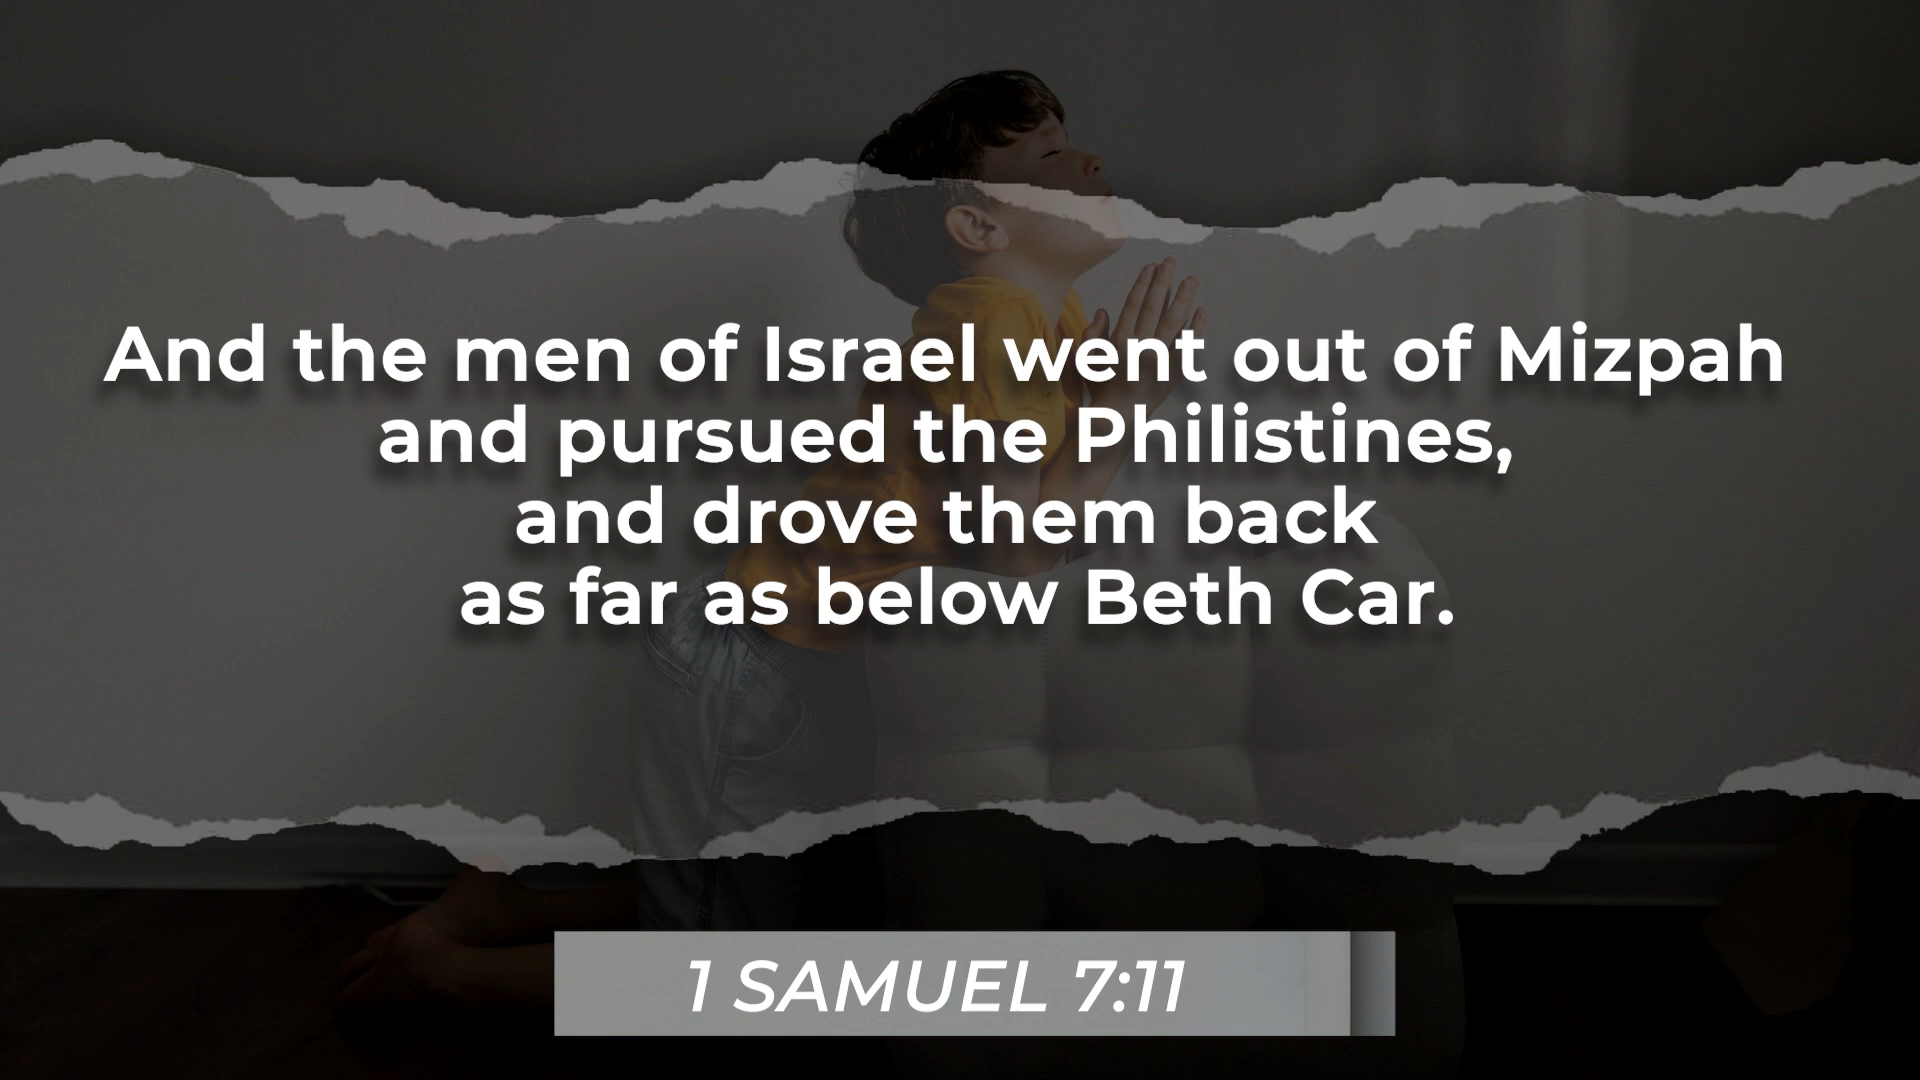 And the men of Israel went out of Mizpah
and pursued the Philistines,
and drove them back
as far as below Beth Car.
1 SAMUEL 7:11